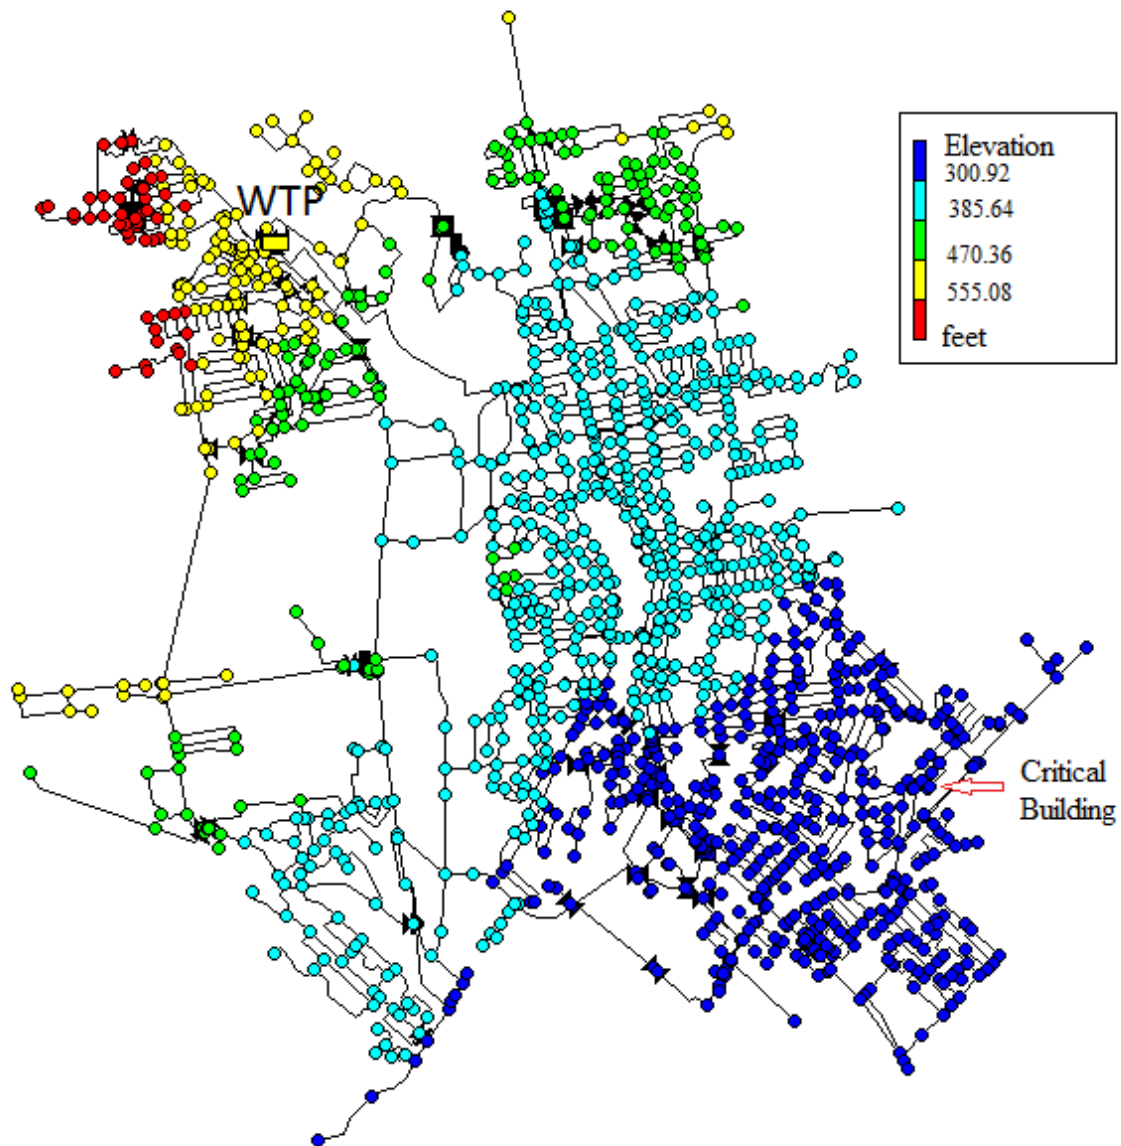 WTP
Elevation
300.92
385.64
470.36
555.08
feet
Critical
Building